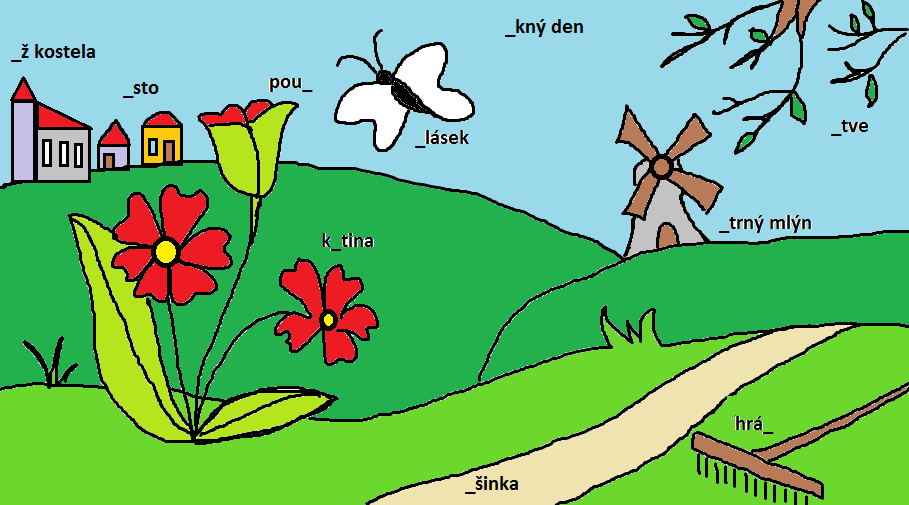 _kný den
_ž kostela
_sto
pou_
_lásek
_tve
_trný mlýn
k_tina
hrá_
_šinka